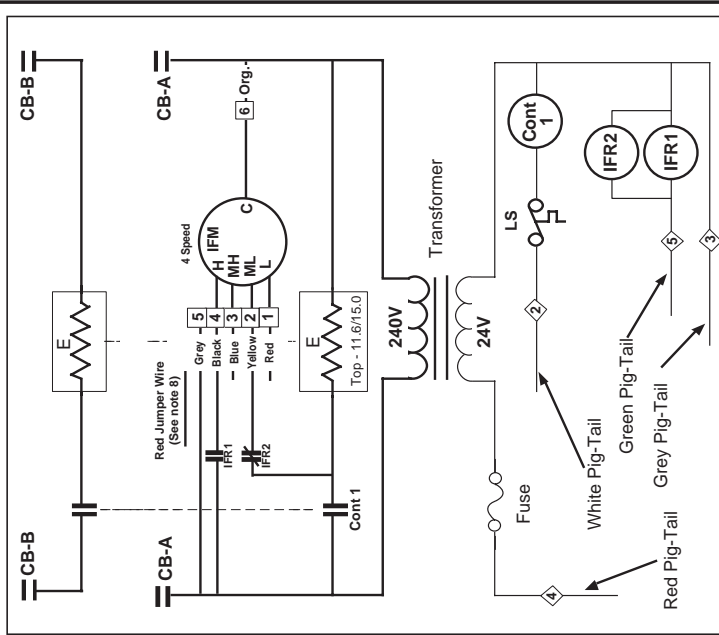 CB-B
CB-B
E
CB-A
CB-A
Red Jumper Wire
(See note 8)
4 Speed
IFM
H
MH
ML
L
C
6
Org.
5
4
3
2
1
Grey
Black
Blue
Yellow
Red
IFR1
IFR2
E
Top - 11.6/15.0
Cont 1
240V
24V
Transformer
Fuse
4
Red Pig-Tail
2
White Pig-Tail
LS
Cont
1
IFR2
IFR1
5
Green Pig-Tail
3
Grey Pig-Tail